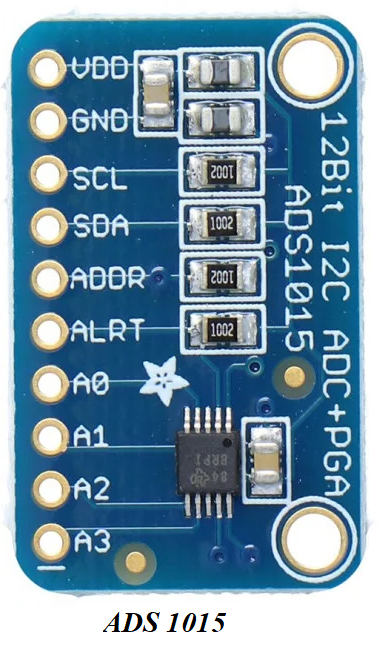 VDD
GND
SCL
SDA
ADDR
ALRT
A0
A1
A2
A3
1002
1002
1002
1002
12Bit I2C ADC+PGA
ADS1015
BRPI
ADS 1015